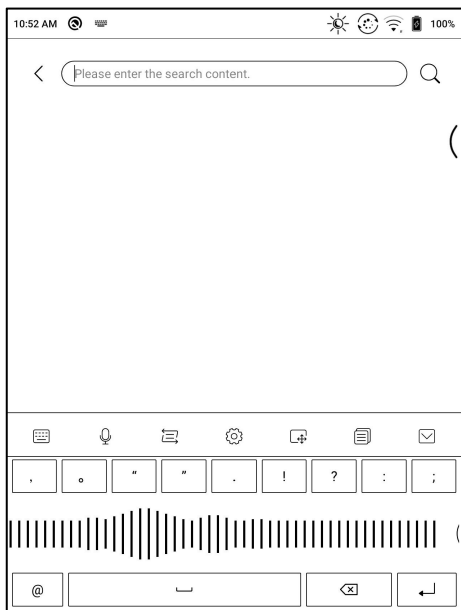 10:52 AM 100%
Please enter the search content.
, 。 “ ” . ! ? : ;
@